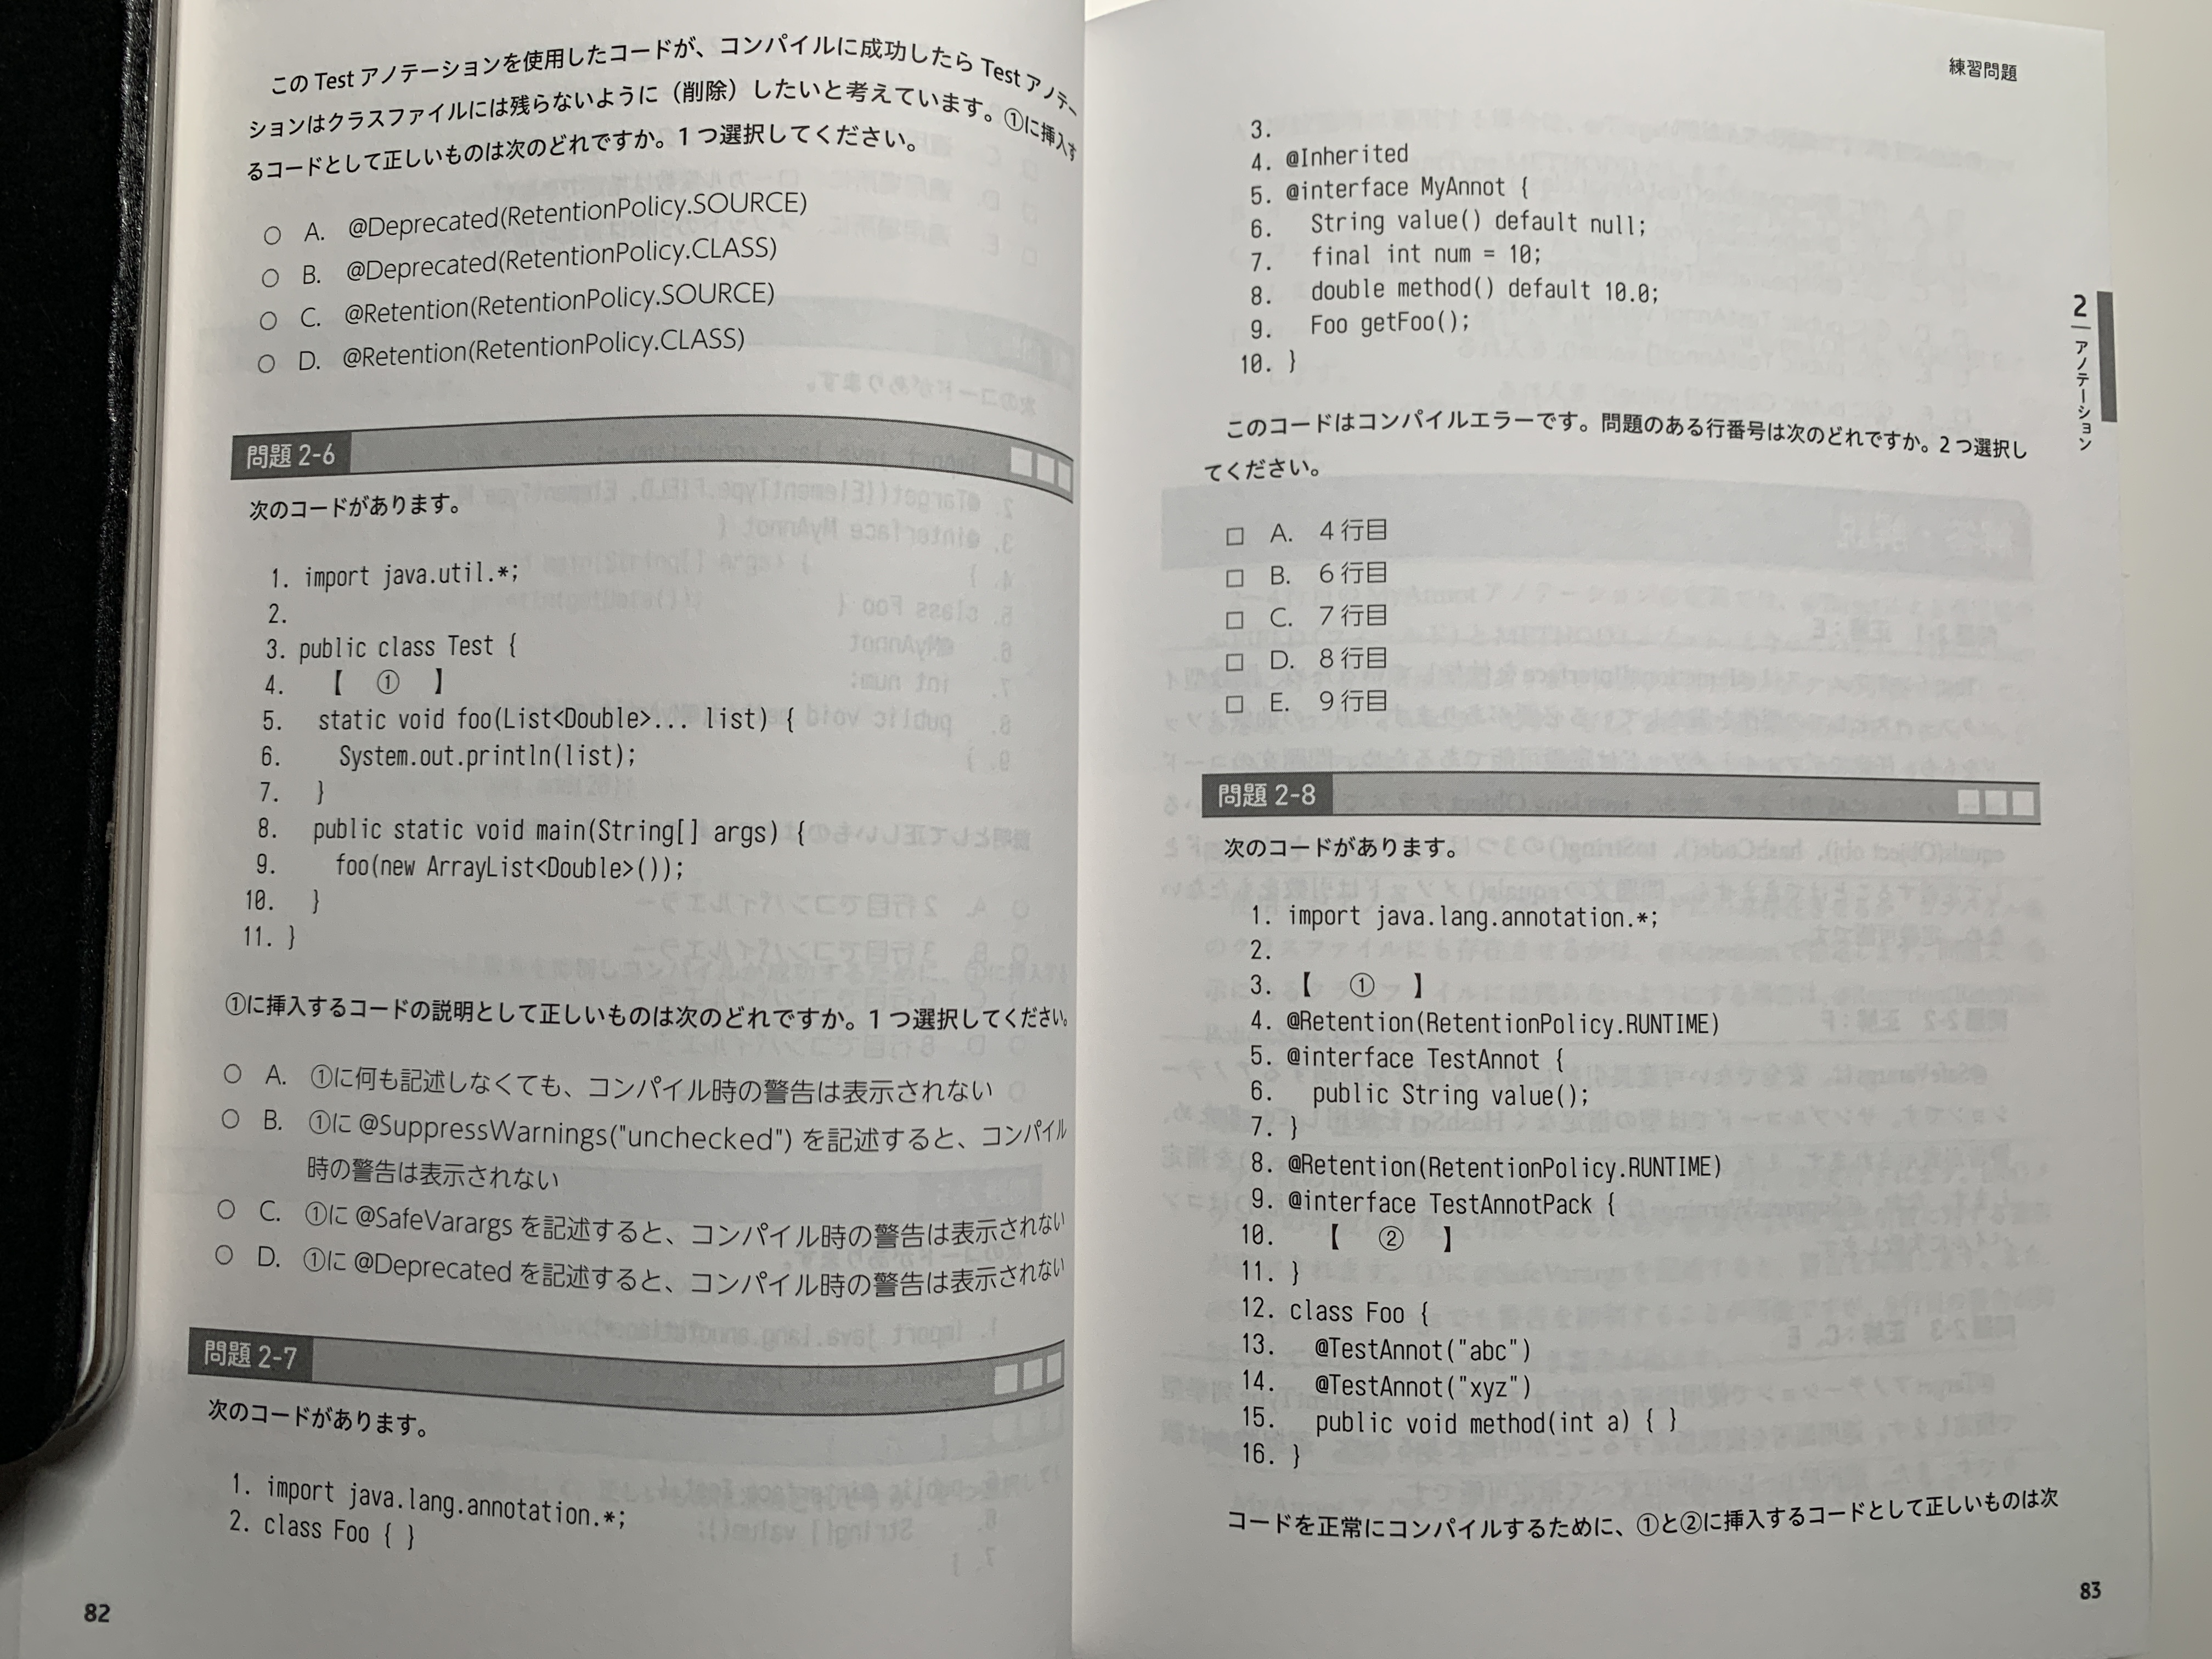 このTestアノテーションを使用したコードが、コンパイルに成功したらTestアノテー
ションはクラスファイルには残らないように（削除）したいと考えています。①に挿入す
るコードとして正しいものは次のどれですか。1つ選択してください。
○ A. @Deprecated(RetentionPolicy.SOURCE)
○ B. @Deprecated(RetentionPolicy.CLASS)
○ C. @Retention(RetentionPolicy.SOURCE)
○ D. @Retention(RetentionPolicy.CLASS)
問題 2-6
次のコードがあります。
1. import java.util.*;
2.
3. public class Test {
4. 【 ① 】
5. static void foo(List<Double>... list) {
6. System.out.println(list);
7. }
8. public static void main(String[] args) {
9. foo(new ArrayList<Double>());
10. }
11. }
①に挿入するコードの説明として正しいものは次のどれですか。1つ選択してください。
○ A. ①に何も記述しなくても、コンパイル時の警告は表示されない
○ B. ①に @SuppressWarnings("unchecked") を記述すると、コンパイル
時の警告は表示されない
○ C. ①に @SafeVarargs を記述すると、コンパイル時の警告は表示されない
○ D. ①に @Deprecated を記述すると、コンパイル時の警告は表示されない
問題 2-7
次のコードがあります。
1. import java.lang.annotation.*;
2. class Foo { }
82
練習問題
3.
4. @Inherited
5. @interface MyAnnot {
6. String value() default null;
7. final int num = 10;
8. double method() default 10.0;
9. Foo getFoo();
10. }
このコードはコンパイルエラーです。問題のある行番号は次のどれですか。2つ選択し
てください。
□ A. 4行目
□ B. 6行目
□ C. 7行目
□ D. 8行目
□ E. 9行目
問題 2-8
次のコードがあります。
1. import java.lang.annotation.*;
2.
3. 【 ① 】
4. @Retention(RetentionPolicy.RUNTIME)
5. @interface TestAnnot {
6. public String value();
7. }
8. @Retention(RetentionPolicy.RUNTIME)
9. @interface TestAnnotPack {
10. 【 ② 】
11. }
12. class Foo {
13. @TestAnnot("abc")
14. @TestAnnot("xyz")
15. public void method(int a) { }
16. }
コードを正常にコンパイルするために、①と②に挿入するコードとして正しいものは次
83
2
アノテーション